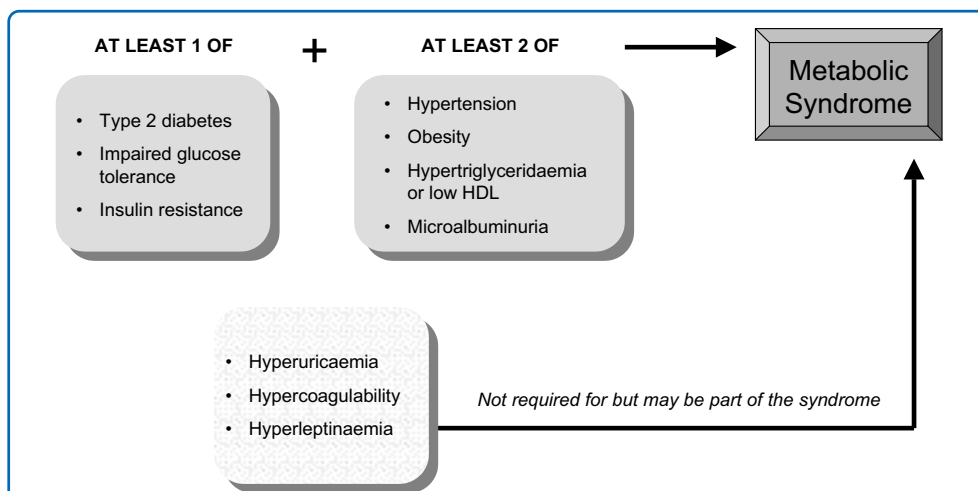 AT LEAST 1 OF
+
AT LEAST 2 OF
• Type 2 diabetes
• Impaired glucose
tolerance
• Insulin resistance
• Hypertension
• Obesity
• Hypertriglyceridaemia
or low HDL
• Microalbuminuria
Metabolic
Syndrome
• Hyperuricaemia
• Hypercoagulability
• Hyperleptinaemia
Not required for but may be part of the syndrome